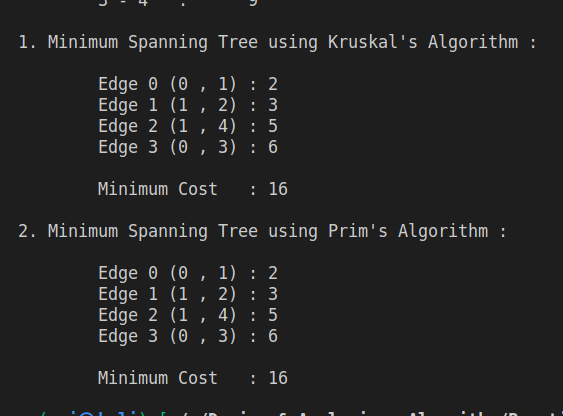 3 - 4 : 9
1. Minimum Spanning Tree using Kruskal's Algorithm :
Edge 0 (0 , 1) : 2
Edge 1 (1 , 2) : 3
Edge 2 (1 , 4) : 5
Edge 3 (0 , 3) : 6
Minimum Cost : 16
2. Minimum Spanning Tree using Prim's Algorithm :
Edge 0 (0 , 1) : 2
Edge 1 (1 , 2) : 3
Edge 2 (1 , 4) : 5
Edge 3 (0 , 3) : 6
Minimum Cost : 16